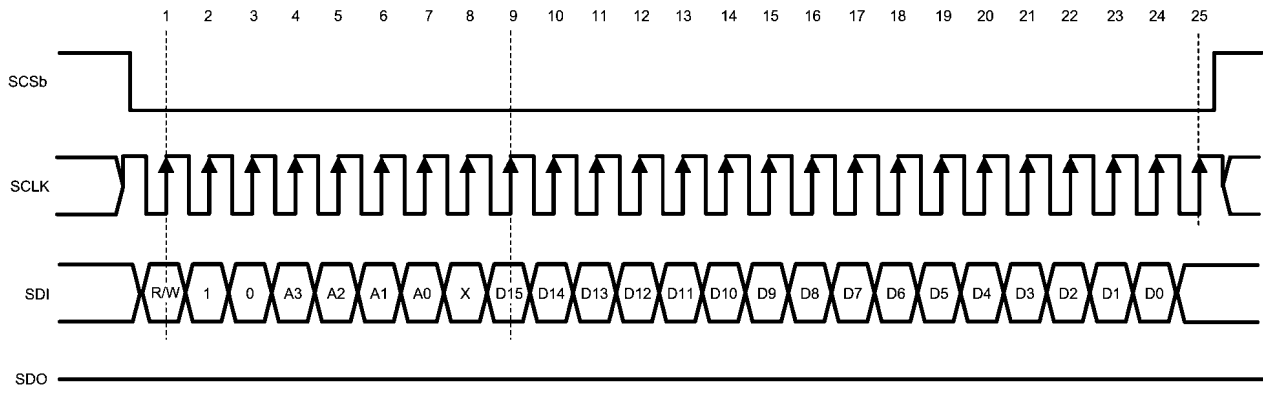 1 2 3 4 5 6 7 8 9 10 11 12 13 14 15 16 17 18 19 20 21 22 23 24 25
SCSb
SCLK
SDI R/W 1 0 A3 A2 A1 A0 X D15 D14 D13 D12 D11 D10 D9 D8 D7 D6 D5 D4 D3 D2 D1 D0
SDO